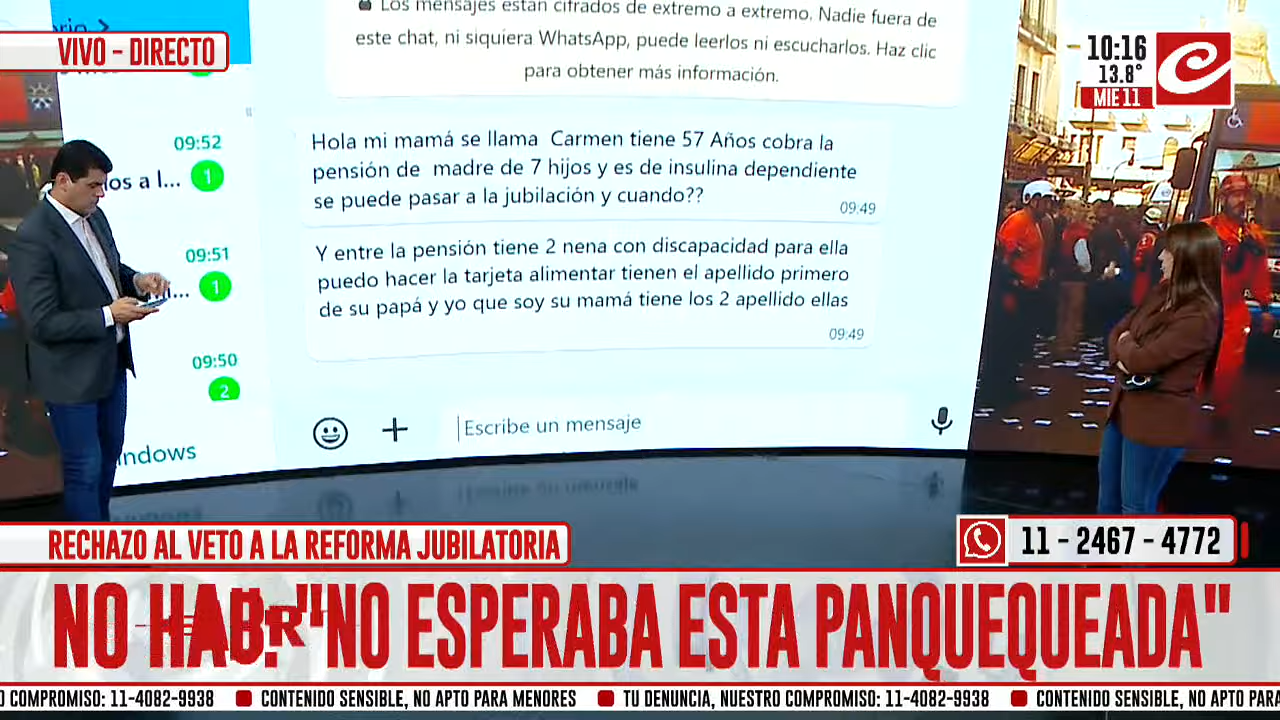 VIVO - DIRECTO
10:16
13.8°
MIE 11
Los mensajes están cifrados de extremo a extremo. Nadie fuera de
este chat, ni siquiera WhatsApp, puede leerlos ni escucharlos. Haz clic
para obtener más información.
09:52
os a l...
1
09:51
1
09:50
2
Hola mi mamá se llama Carmen tiene 57 Años cobra la
pensión de madre de 7 hijos y es de insulina dependiente
se puede pasar a la jubilación y cuando??
09:49
Y entre la pensión tiene 2 nena con discapacidad para ella
puedo hacer la tarjeta alimentar tienen el apellido primero
de su papá y yo que soy su mamá tiene los 2 apellido ellas
09:49
Escribe un mensaje
RECHAZO AL VETO A LA REFORMA JUBILATORIA
11 - 2467 - 4772
NO "NO ESPERABA ESTA PANQUEQUEADA"
O COMPROMISO: 11-4082-9938 CONTENIDO SENSIBLE, NO APTO PARA MENORES TU DENUNCIA, NUESTRO COMPROMISO: 11-4082-9938 CONTENIDO SENSIBLE, NO APTO PARA